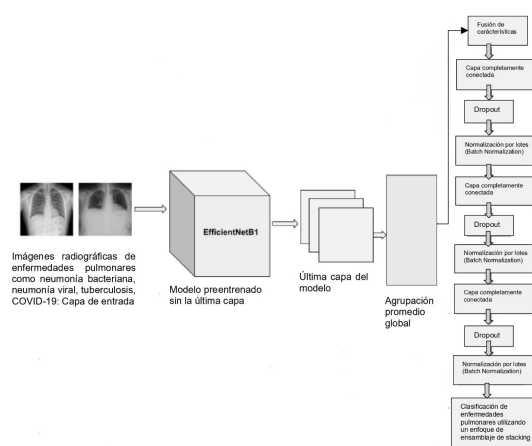 Imágenes radiográficas de
enfermedades pulmonares
como neumonía bacteriana,
neumonía viral, tuberculosis,
COVID-19: Capa de entrada
EfficientNetB1
Modelo preentrenado
sin la última capa
Última capa del
modelo
Agrupación
promedio
global
Fusión de
carácterísticas
Capa completamente
conectada
Dropout
Normalización por lotes
(Batch Normalization)
Capa completamente
conectada
Dropout
Normalización por lotes
(Batch Normalization)
Capa completamente
conectada
Dropout
Normalización por lotes
(Batch Normalization)
Clasificación de
enfermedades
pulmonares utilizando
un enfoque de
ensamblaje de stacking